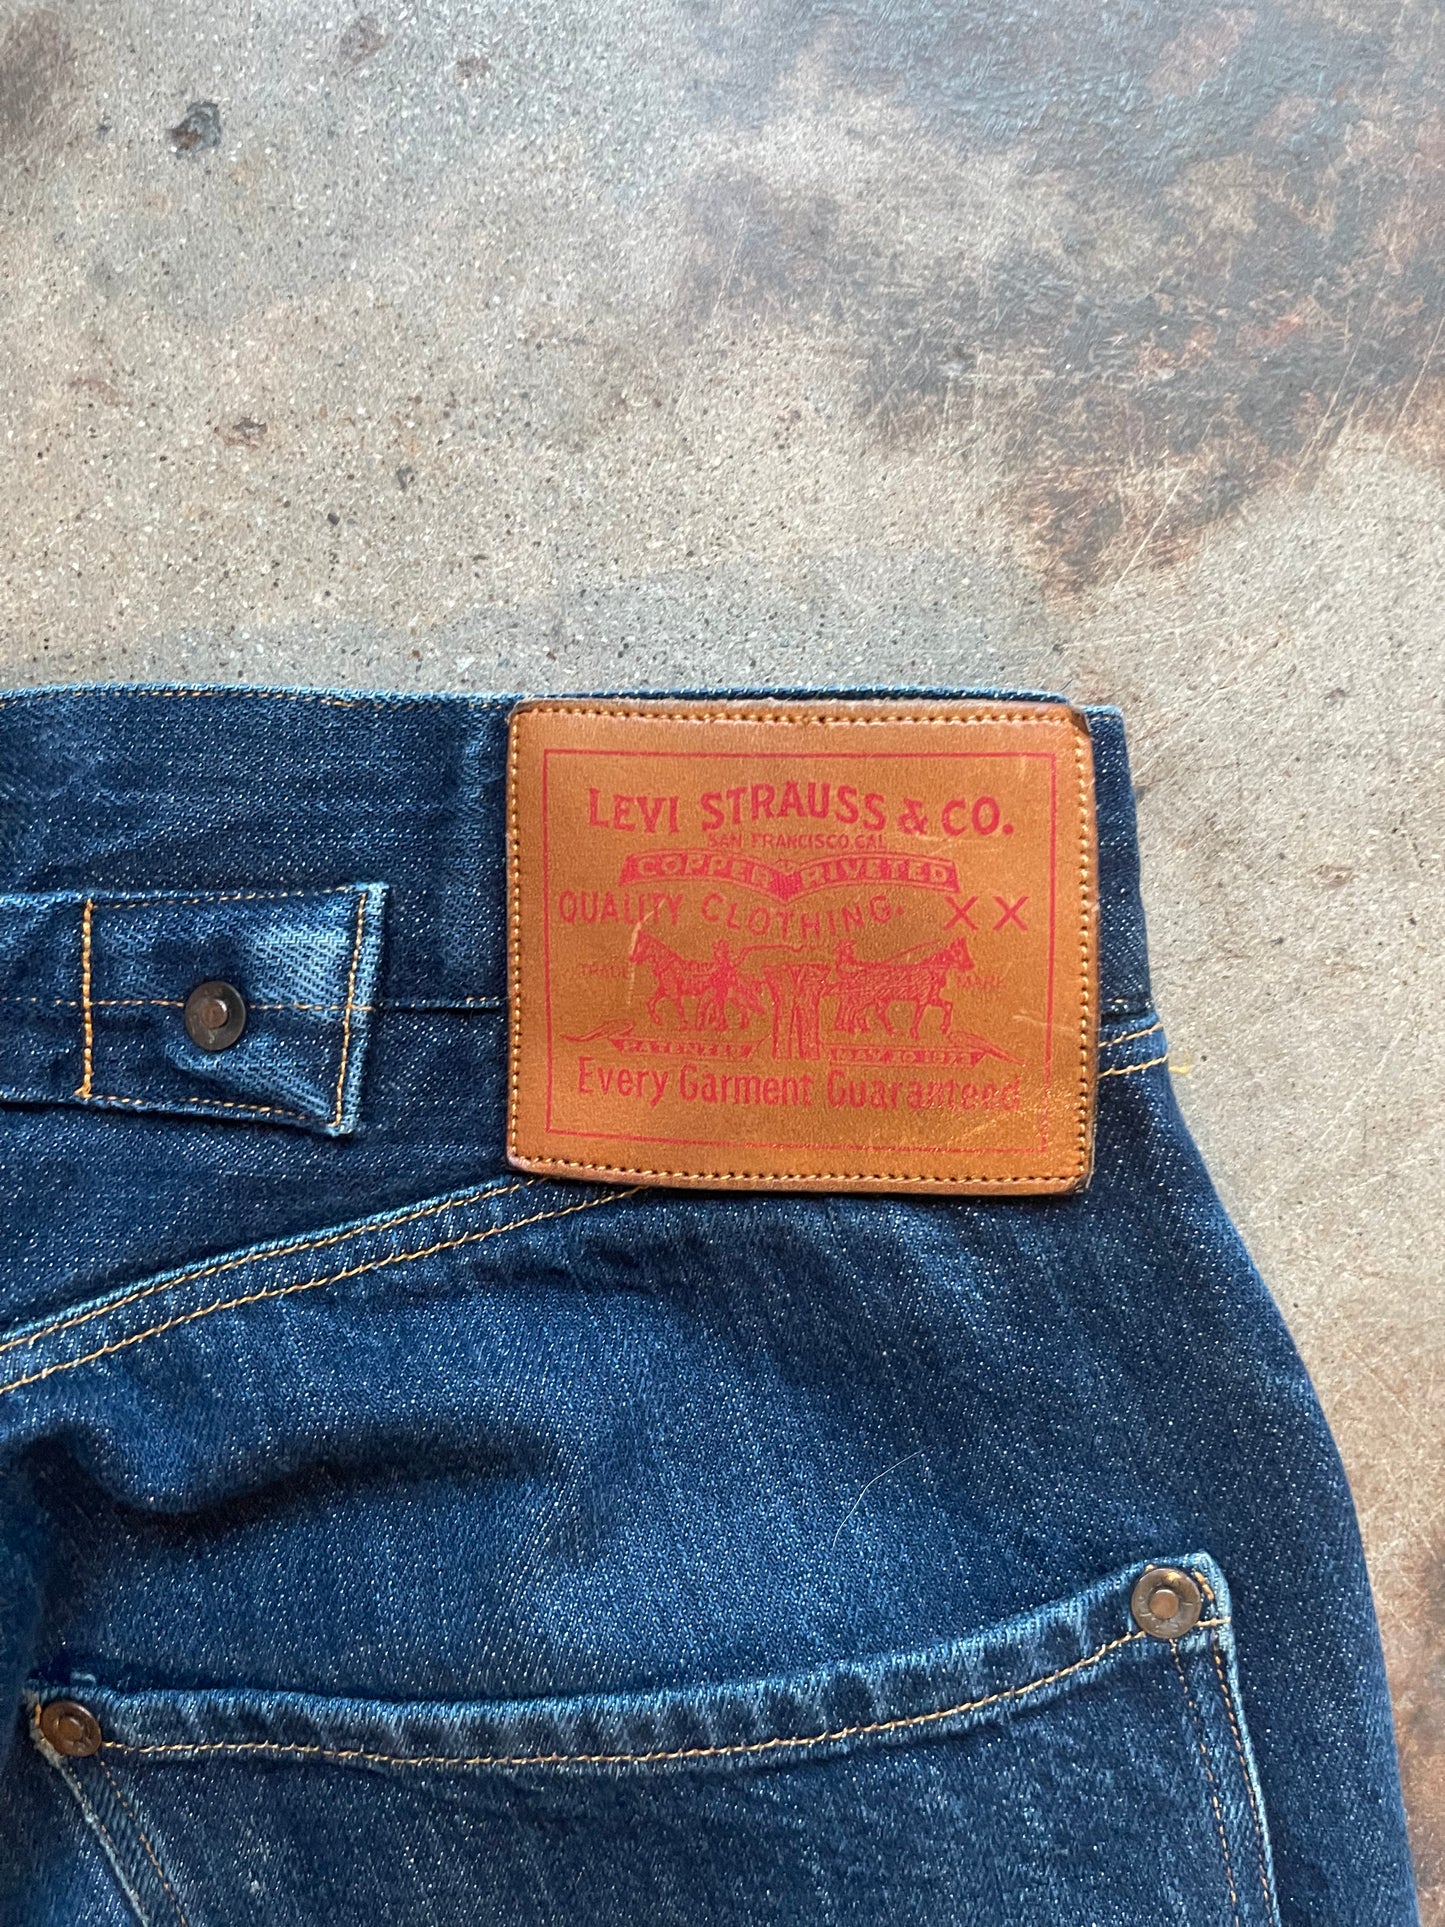 LEVI STRAUSS & CO.
SAN FRANCISCO CAL
COPPER RIVETED
QUALITY CLOTHING. XX
TRADE MARK
PATENTED MAY 20 1873
Every Garment Guaranteed